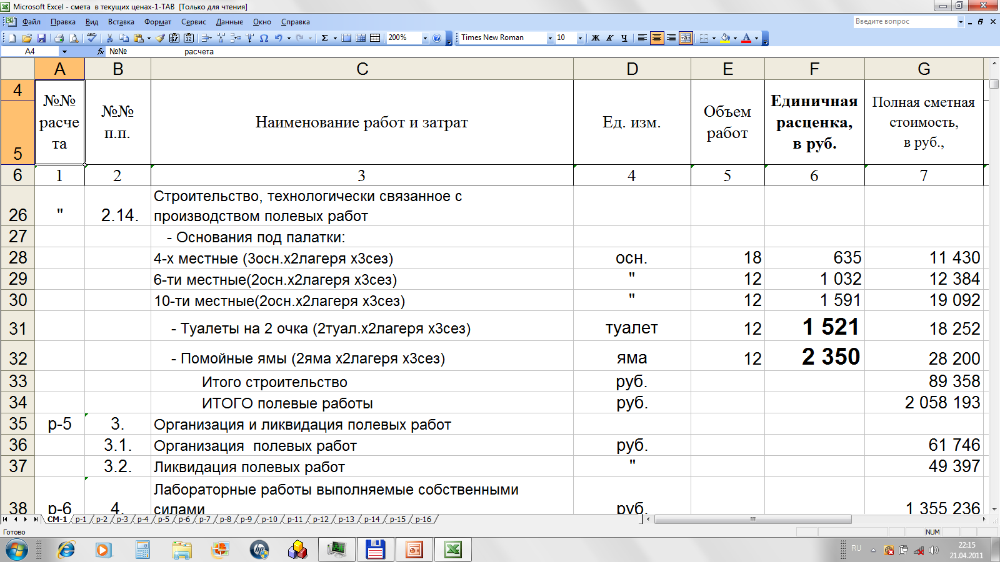 Microsoft Excel - смета  в текущих ценах-1-ТАВ  [Только для чтения]
Файл Правка Вид Вставка Формат Сервис Данные Окно Справка Введите вопрос
200% Times New Roman 10 Ж К Ч
A4 fx №№ расчета
A B C D E F G
4
5
№№ расчета
№№ п.п.
Наименование работ и затрат
Ед. изм.
Объем работ
Единичная расценка, в руб.
Полная сметная стоимость, в руб.,
6 1 2 3 4 5 6 7
26 " 2.14. Строительство, технологически связанное с
производством полевых работ
27 - Основания под палатки:
28 4-х местные (3осн.х2лагеря х3сез) осн. 18 635 11 430
29 6-ти местные(2осн.х2лагеря х3сез) " 12 1 032 12 384
30 10-ти местные(2осн.х2лагеря х3сез) " 12 1 591 19 092
31 - Туалеты на 2 очка (2туал.х2лагеря х3сез) туалет 12 1 521 18 252
32 - Помойные ямы (2яма х2лагеря х3сез) яма 12 2 350 28 200
33 Итого строительство руб. 89 358
34 ИТОГО полевые работы руб. 2 058 193
35 р-5 3. Организация и ликвидация полевых работ
36 3.1. Организация  полевых работ руб. 61 746
37 3.2. Ликвидация полевых работ " 49 397
38 р-6 4. Лабораторные работы выполняемые собственными
силами руб. 1 355 236
СМ-1 р-1 р-2 р-3 р-4 р-5 р-6 р-7 р-8 р-9 р-10 р-11 р-12 р-13 р-14 р-15 р-16
Готово NUM
RU 22:15
21.04.2011